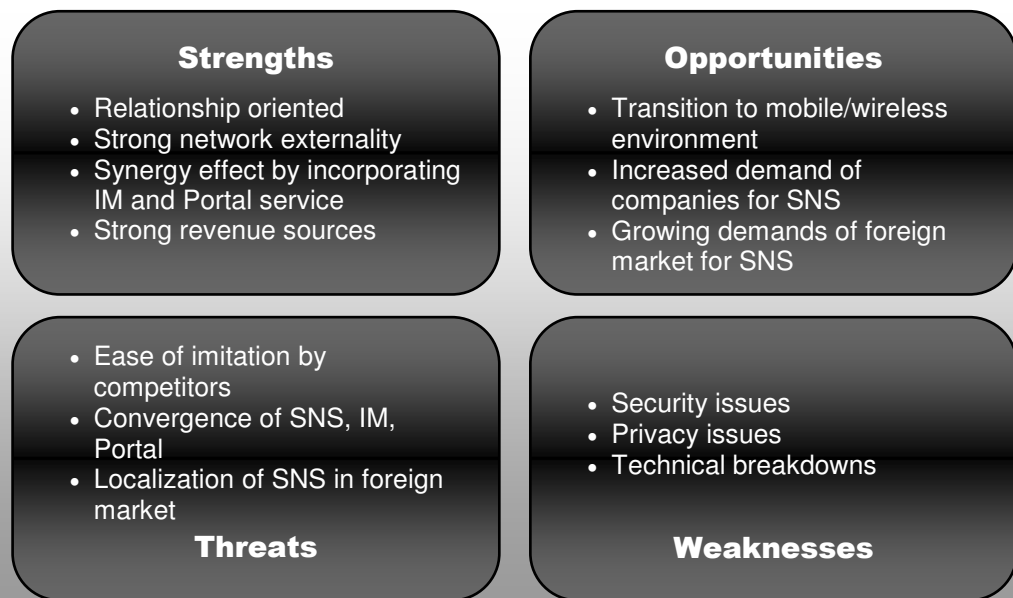 Strengths
• Relationship oriented
• Strong network externality
• Synergy effect by incorporating
IM and Portal service
• Strong revenue sources
Opportunities
• Transition to mobile/wireless
environment
• Increased demand of
companies for SNS
• Growing demands of foreign
market for SNS
• Ease of imitation by
competitors
• Convergence of SNS, IM,
Portal
• Localization of SNS in foreign
market
Threats
• Security issues
• Privacy issues
• Technical breakdowns
Weaknesses